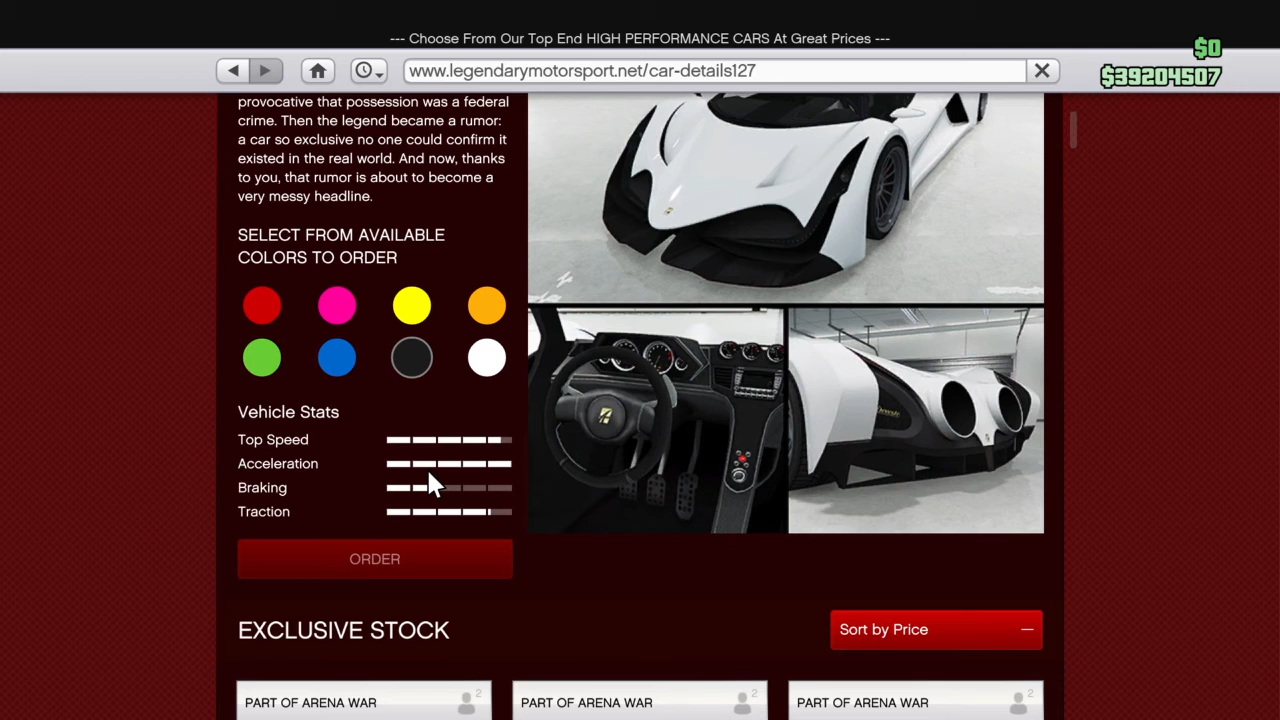 --- Choose From Our Top End HIGH PERFORMANCE CARS At Great Prices ---
$0
www.legendarymotorsport.net/car-details127
$39204507
provocative that possession was a federal
crime. Then the legend became a rumor:
a car so exclusive no one could confirm it
existed in the real world. And now, thanks
to you, that rumor is about to become a
very messy headline.
SELECT FROM AVAILABLE
COLORS TO ORDER
Vehicle Stats
Top Speed
Acceleration
Braking
Traction
ORDER
EXCLUSIVE STOCK
Sort by Price
PART OF ARENA WAR
2
PART OF ARENA WAR
2
PART OF ARENA WAR
2